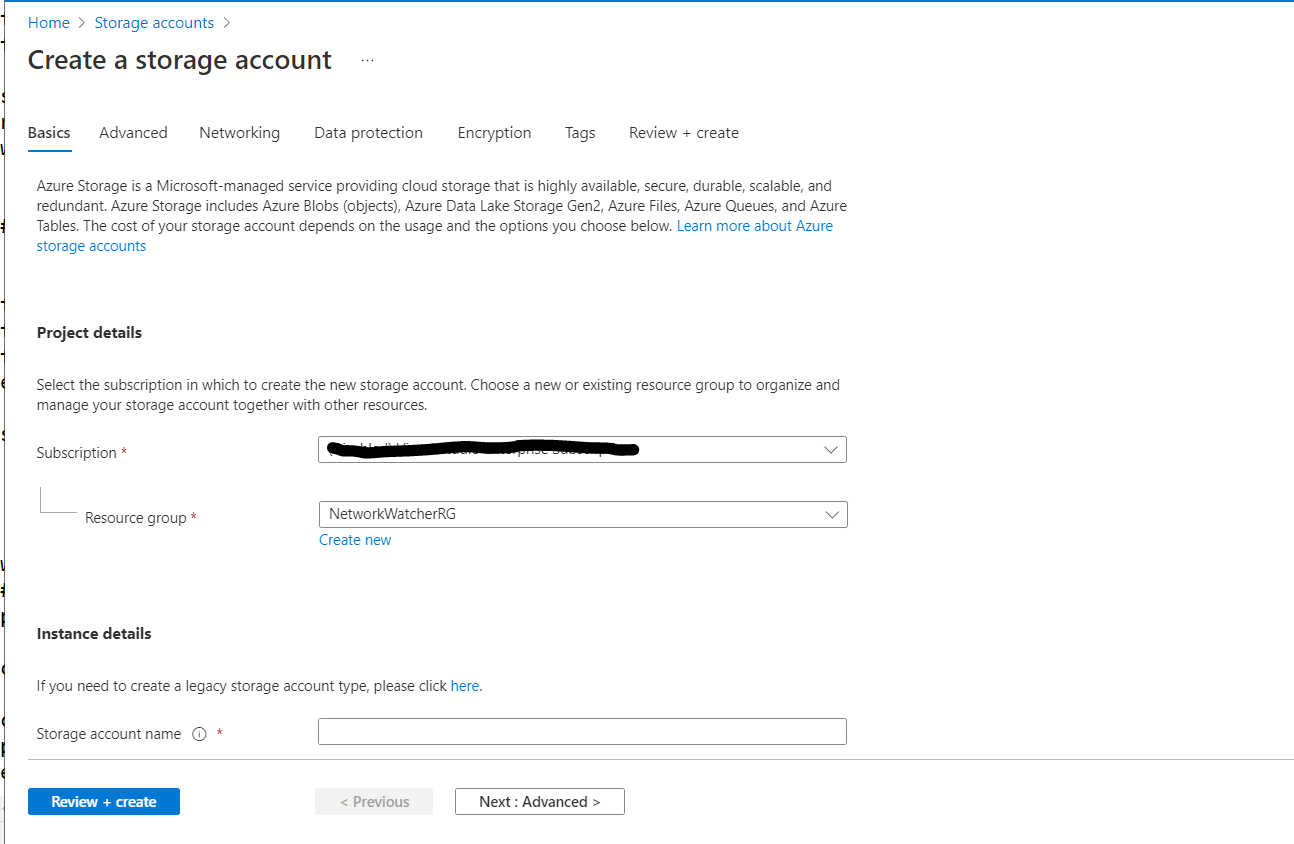 Home > Storage accounts >
Create a storage account ...
Basics Advanced Networking Data protection Encryption Tags Review + create
Azure Storage is a Microsoft-managed service providing cloud storage that is highly available, secure, durable, scalable, and
redundant. Azure Storage includes Azure Blobs (objects), Azure Data Lake Storage Gen2, Azure Files, Azure Queues, and Azure
Tables. The cost of your storage account depends on the usage and the options you choose below. Learn more about Azure
storage accounts
Project details
Select the subscription in which to create the new storage account. Choose a new or existing resource group to organize and
manage your storage account together with other resources.
Subscription *
Resource group * NetworkWatcherRG
Create new
Instance details
If you need to create a legacy storage account type, please click here.
Storage account name *
Review + create < Previous Next : Advanced >